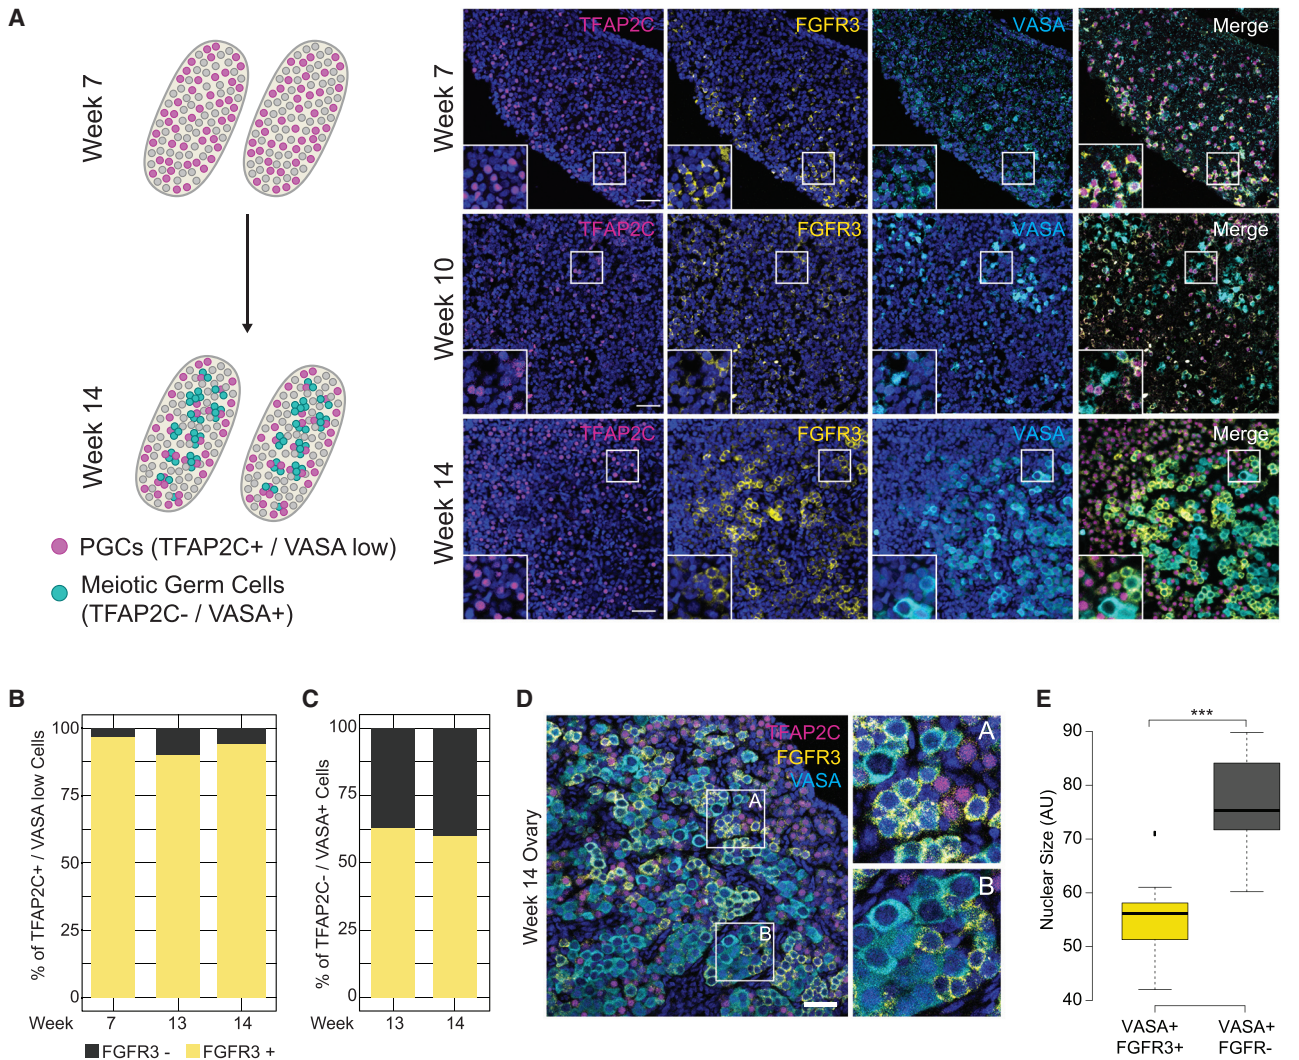 A
Week 7
Week 14
PGCs (TFAP2C+ / VASA low)
Meiotic Germ Cells
(TFAP2C- / VASA+)
Week 7
TFAP2C
FGFR3
VASA
Merge
Week 10
TFAP2C
FGFR3
VASA
Merge
Week 14
TFAP2C
FGFR3
VASA
Merge
B
% of TFAP2C+ / VASA low Cells
100
75
50
25
0
Week 7 13 14
FGFR3 - FGFR3 +
C
% of TFAP2C- / VASA+ Cells
100
75
50
25
0
Week 13 14
D
Week 14 Ovary
TFAP2C
FGFR3
VASA
A
B
A
B
E
Nuclear Size (AU)
90
80
70
60
50
40
***
VASA+ VASA+
FGFR3+ FGFR-